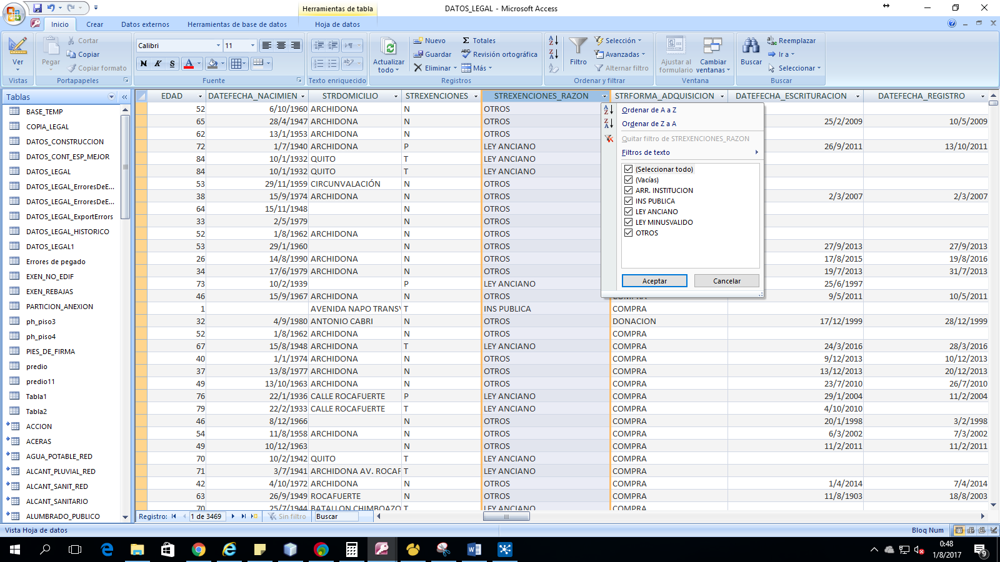 Herramientas de tabla
DATOS_LEGAL - Microsoft Access
Inicio Crear Datos externos Herramientas de base de datos Hoja de datos
Ver Pegar Cortar Copiar Copiar formato
Calibri 11
N K S A
Actualizar todo Nuevo Guardar Eliminar Σ Totales Revisión ortográfica Más
Filtro Selección Avanzadas Alternar filtro
Ajustar al formulario Cambiar ventanas
Buscar Reemplazar Ir a Seleccionar
Vistas Portapapeles Fuente Texto enriquecido Registros Ordenar y filtrar Ventana Buscar
Tablas
BASE_TEMP
COPIA_LEGAL
DATOS_CONSTRUCCION
DATOS_CONT_ESP_MEJOR
DATOS_LEGAL
DATOS_LEGAL_ErroresDeE...
DATOS_LEGAL_ErroresDeE...
DATOS_LEGAL_ExportErrors
DATOS_LEGAL_HISTORICO
DATOS_LEGAL1
Errores de pegado
EXEN_NO_EDIF
EXEN_REBAJAS
PARTICION_ANEXION
ph_piso3
ph_piso4
PIES_DE_FIRMA
predio
predio11
Tabla1
Tabla2
ACCION
ACERAS
AGUA_POTABLE_RED
ALCANT_PLUVIAL_RED
ALCANT_SANIT_RED
ALCANT_SANITARIO
ALUMBRADO_PUBLICO
EDAD DATEFECHA_NACIMIEN STRDOMICILIO STREXENCIONES STREXENCIONES_RAZON STRFORMA_ADQUISICION DATEFECHA_ESCRITURACION DATEFECHA_REGISTRO
52 6/10/1960 ARCHIDONA N OTROS
65 28/4/1947 ARCHIDONA N OTROS 25/2/2009 10/5/2009
62 13/1/1953 ARCHIDONA N OTROS
72 1/7/1940 ARCHIDONA P LEY ANCIANO 26/9/2011 13/10/2011
84 10/1/1932 QUITO T LEY ANCIANO
84 10/1/1932 QUITO T LEY ANCIANO
53 29/11/1959 CIRCUNVALACIÓN N OTROS
38 15/9/1974 ARCHIDONA N OTROS 2/3/2007 2/3/2007
64 15/11/1948 N OTROS
33 2/5/1979 N OTROS
52 1/8/1962 ARCHIDONA N OTROS
53 29/1/1960 N OTROS 27/9/2013 27/9/2013
26 14/8/1990 ARCHIDONA N OTROS 17/8/2015 19/8/2016
34 17/6/1979 ARCHIDONA N OTROS 19/7/2013 31/7/2013
73 10/2/1939 P LEY ANCIANO 25/6/1997
46 15/9/1967 ARCHIDONA N OTROS COMPRA 9/5/2011 10/5/2011
1 AVENIDA NAPO TRANSV T INS PUBLICA COMPRA
32 4/9/1980 ANTONIO CABRI N OTROS DONACION 17/12/1999 28/12/1999
52 1/8/1962 ARCHIDONA N OTROS COMPRA
67 15/8/1948 ARCHIDONA T LEY ANCIANO COMPRA 24/3/2016 28/3/2016
40 1/1/1974 ARCHIDONA N OTROS COMPRA 9/12/2013 10/12/2013
37 13/8/1977 ARCHIDONA N OTROS COMPRA 13/12/2013 20/12/2013
49 13/10/1963 ARCHIDONA N OTROS COMPRA 23/7/2010 26/7/2010
76 22/1/1936 CALLE ROCAFUERTE P LEY ANCIANO COMPRA 29/1/2004 11/2/2004
79 22/2/1933 CALLE ROCAFUERTE T LEY ANCIANO COMPRA 4/10/2010
46 8/12/1966 N OTROS COMPRA 20/1/1998 3/2/1998
54 11/8/1958 ARCHIDONA N OTROS COMPRA 6/3/2002 7/3/2002
49 10/12/1963 N OTROS COMPRA 11/2/2011 11/2/2011
70 10/2/1942 QUITO T LEY ANCIANO COMPRA
71 3/7/1941 ARCHIDONA AV. ROCAF T LEY ANCIANO COMPRA
42 4/10/1972 ARCHIDONA N OTROS COMPRA 1/4/2014 7/4/2014
63 26/9/1949 ROCAFUERTE N OTROS COMPRA 11/8/1903 18/8/2003
70 25/7/1944 BATALLON CHIMBOAZO T LEY ANCIANO COMPRA
Ordenar de A a Z
Ordenar de Z a A
Quitar filtro de STREXENCIONES_RAZON
Filtros de texto
(Seleccionar todo)
(Vacías)
ARR. INSTITUCION
INS PUBLICA
LEY ANCIANO
LEY MINUSVALIDO
OTROS
Aceptar Cancelar
Registro: 1 de 3469 Sin filtro Buscar
Vista Hoja de datos Bloq Num
0:48
1/8/2017
9